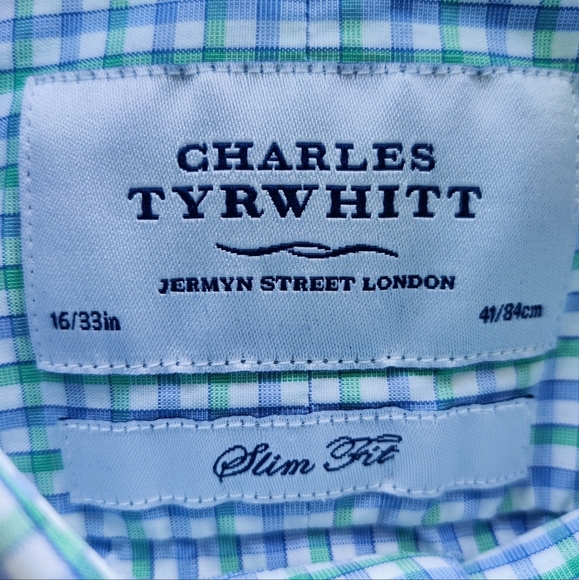 CHARLES
TYRWHITT
JERMYN STREET LONDON
16/33in 41/84cm
Slim Fit